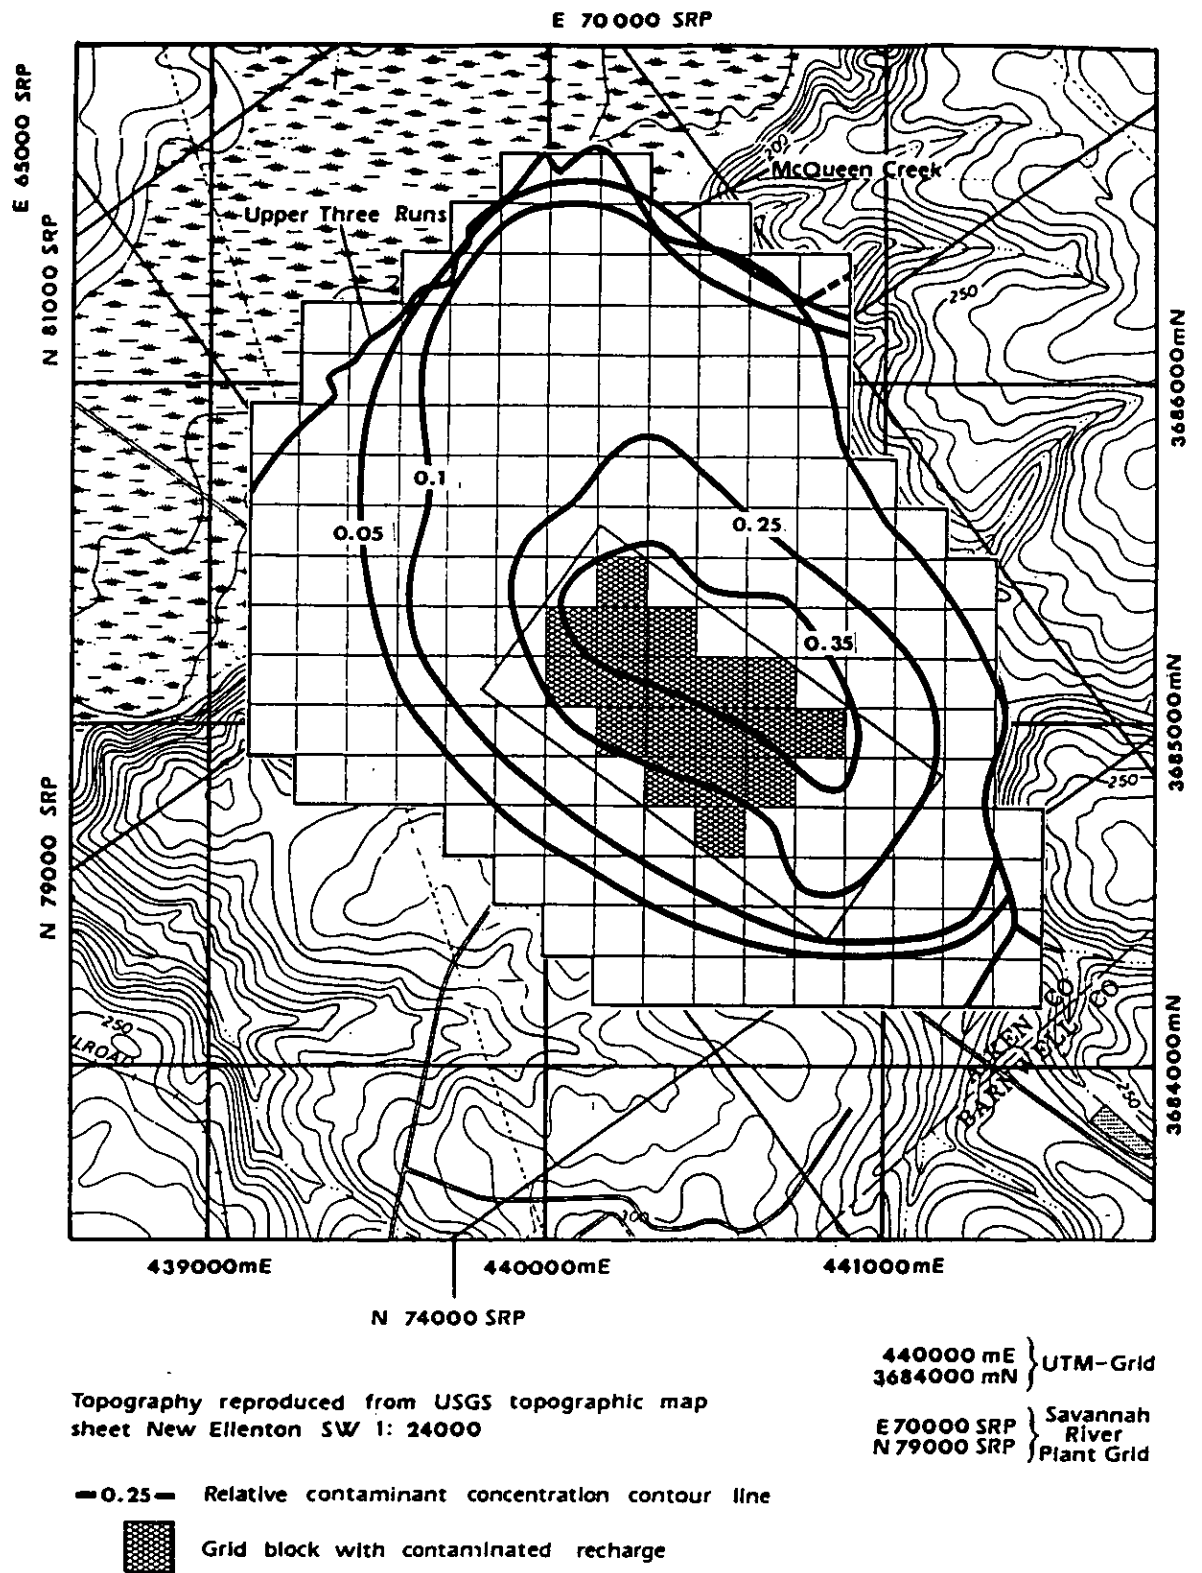 E 70000 SRP
E 65000 SRP
N 81000 SRP
N 79000 SRP
200
McQueen Creek
Upper Three Runs
250
3686000mN
0.1
0.05
0.25
0.35
3685000mN
250
250
ILROAD
AIKEN CO
BARNWELL CO
250
3684000mN
300
439000mE
440000mE
441000mE
N 74000 SRP
440000 mE
3684000 mN
UTM-Grid
Topography reproduced from USGS topographic map
sheet New Ellenton SW 1: 24000
E 70000 SRP
N 79000 SRP
Savannah
River
Plant Grid
0.25
Relative contaminant concentration contour line
Grid block with contaminated recharge